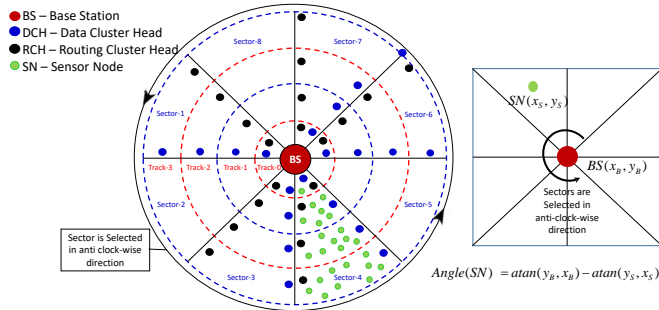 BS – Base Station
DCH – Data Cluster Head
RCH – Routing Cluster Head
SN – Sensor Node
Sector-8
Sector-7
Sector-1
Sector-6
BS
Track-3
Track-2
Track-1
Track-0
Sector-2
Sector-5
Sector-3
Sector-4
Sector is Selected
in anti clock-wise
direction
SN(x_S, y_S)
BS(x_B, y_B)
Sectors are
Selected in
anti-clock-wise
direction
Angle(SN) = atan(y_B, x_B) – atan(y_S, x_S)